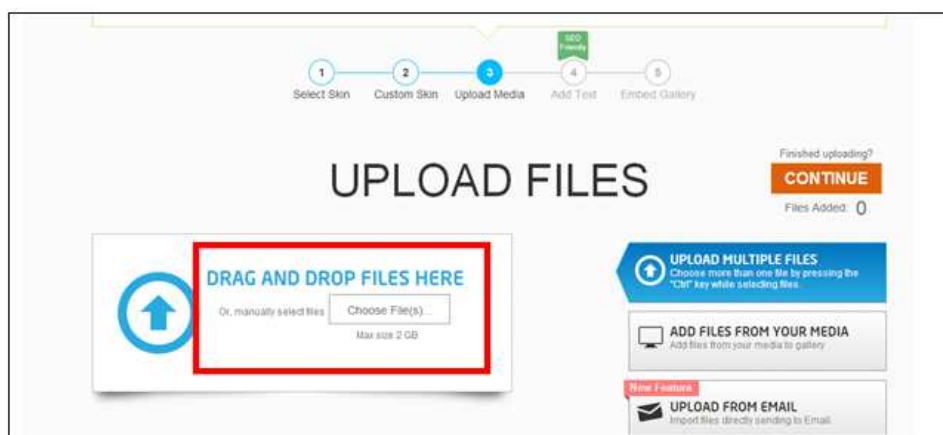 SEO
Friendly
1
2
3
4
5
Select Skin
Custom Skin
Upload Media
Add Text
Embed Gallery
UPLOAD FILES
Finished uploading?
CONTINUE
Files Added: 0
DRAG AND DROP FILES HERE
Or, manually select files
Choose File(s)...
Max size 2 GB
UPLOAD MULTIPLE FILES
Choose more than one file by pressing the
"Ctrl" key while selecting files.
ADD FILES FROM YOUR MEDIA
Add files from your media to gallery
New Feature
UPLOAD FROM EMAIL
Import files directly sending to Email.